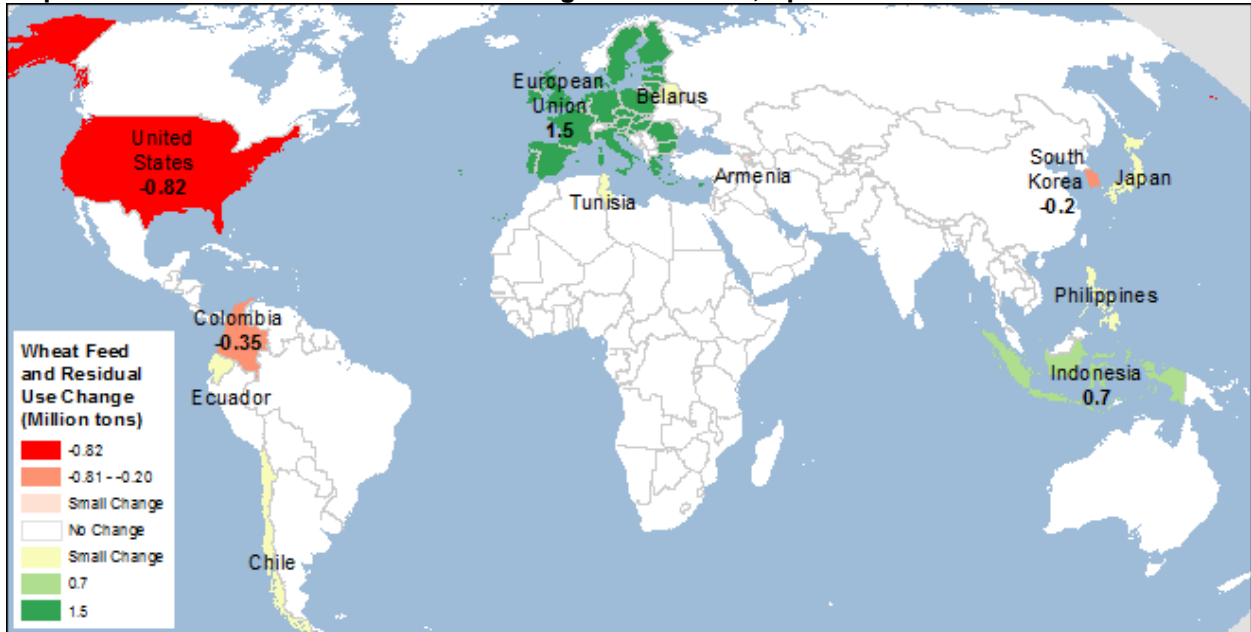 United
States
-0.82
European
Union
1.5
Belarus
Armenia
Tunisia
South
Korea
-0.2
Japan
Philippines
Indonesia
0.7
Colombia
-0.35
Ecuador
Chile
Wheat Feed
and Residual
Use Change
(Million tons)
-0.82
-0.81 - -0.20
Small Change
No Change
Small Change
0.7
1.5